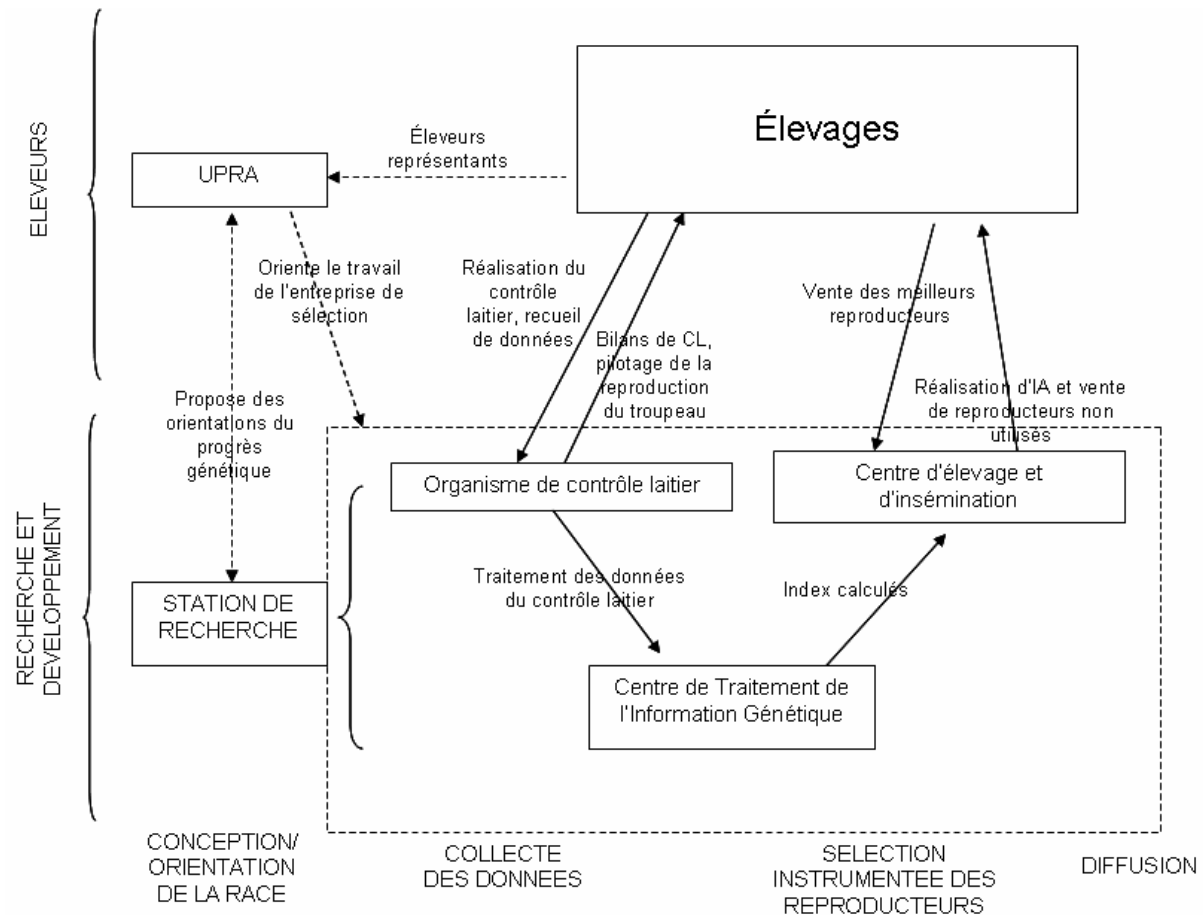 ELEVEURS
Élevages
Éleveurs
représentants
UPRA
Oriente le travail
de l'entreprise de
sélection
Réalisation du
contrôle
laitier, recueil
de données
Bilans de CL,
pilotage de la
reproduction
du troupeau
Vente des meilleurs
reproducteurs
Réalisation d'IA et vente
de reproducteurs non
utilisés
Propose des
orientations du
progrès
génétique
RECHERCHE ET
DEVELOPPEMENT
Organisme de contrôle laitier
Centre d'élevage et
d'insémination
STATION DE
RECHERCHE
Traitement des données
du contrôle laitier
Index calculés
Centre de Traitement de
l'Information Génétique
CONCEPTION/
ORIENTATION
DE LA RACE
COLLECTE
DES DONNEES
SELECTION
INSTRUMENTEE DES
REPRODUCTEURS
DIFFUSION